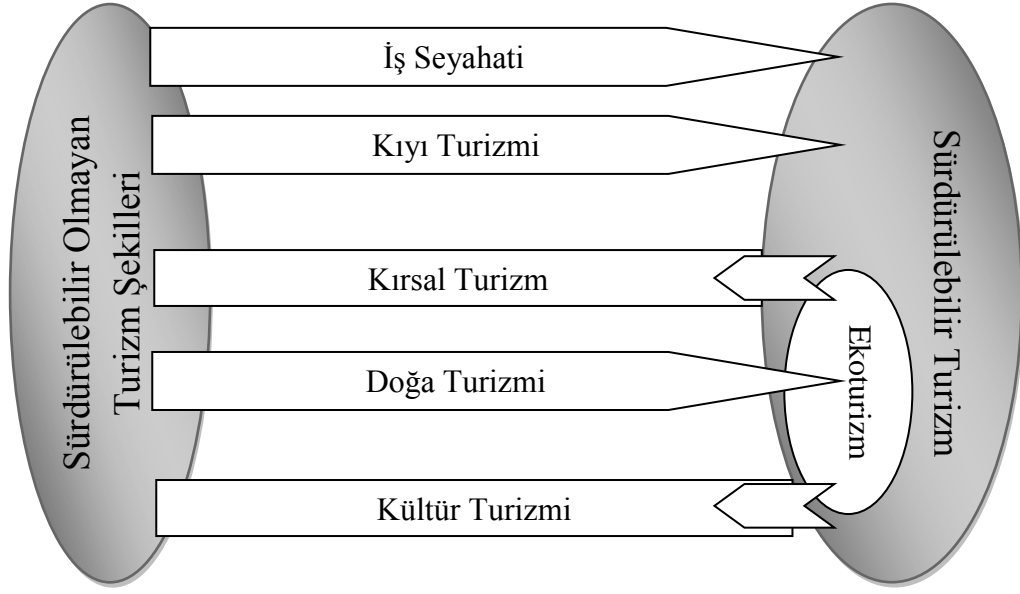 Sürdürülebilir Olmayan
Turizm Şekilleri
İş Seyahati
Kıyı Turizmi
Kırsal Turizm
Doğa Turizmi
Kültür Turizmi
Ekoturizm
Sürdürülebilir Turizm